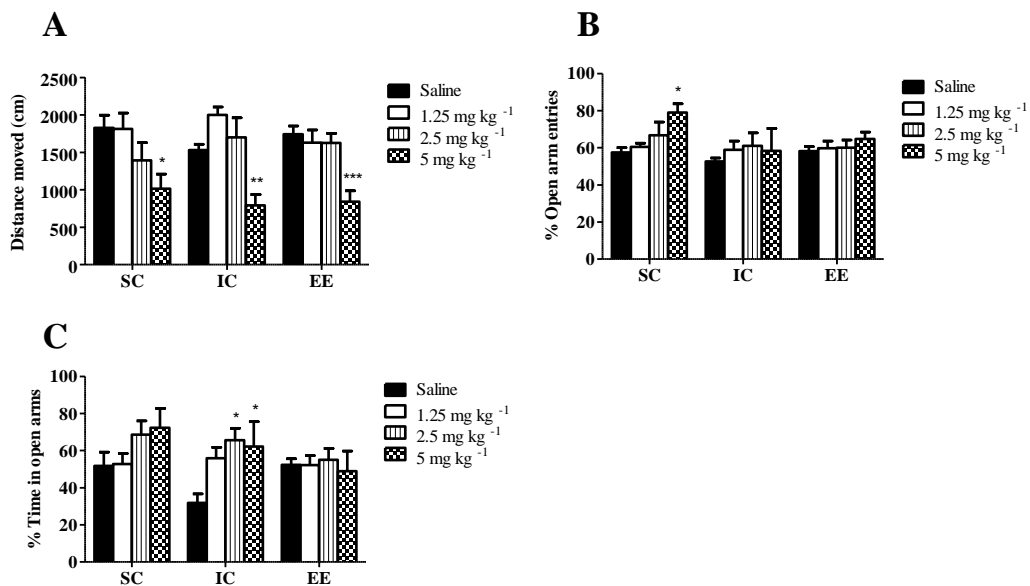 A
Distance moved (cm)
2500
2000
1500
1000
500
0
*
**
***
SC IC EE
Saline
1.25 mg kg -1
2.5 mg kg -1
5 mg kg -1
B
% Open arm entries
100
80
60
40
20
0
*
SC IC EE
Saline
1.25 mg kg -1
2.5 mg kg -1
5 mg kg -1
C
% Time in open arms
100
80
60
40
20
0
* *
SC IC EE
Saline
1.25 mg kg -1
2.5 mg kg -1
5 mg kg -1